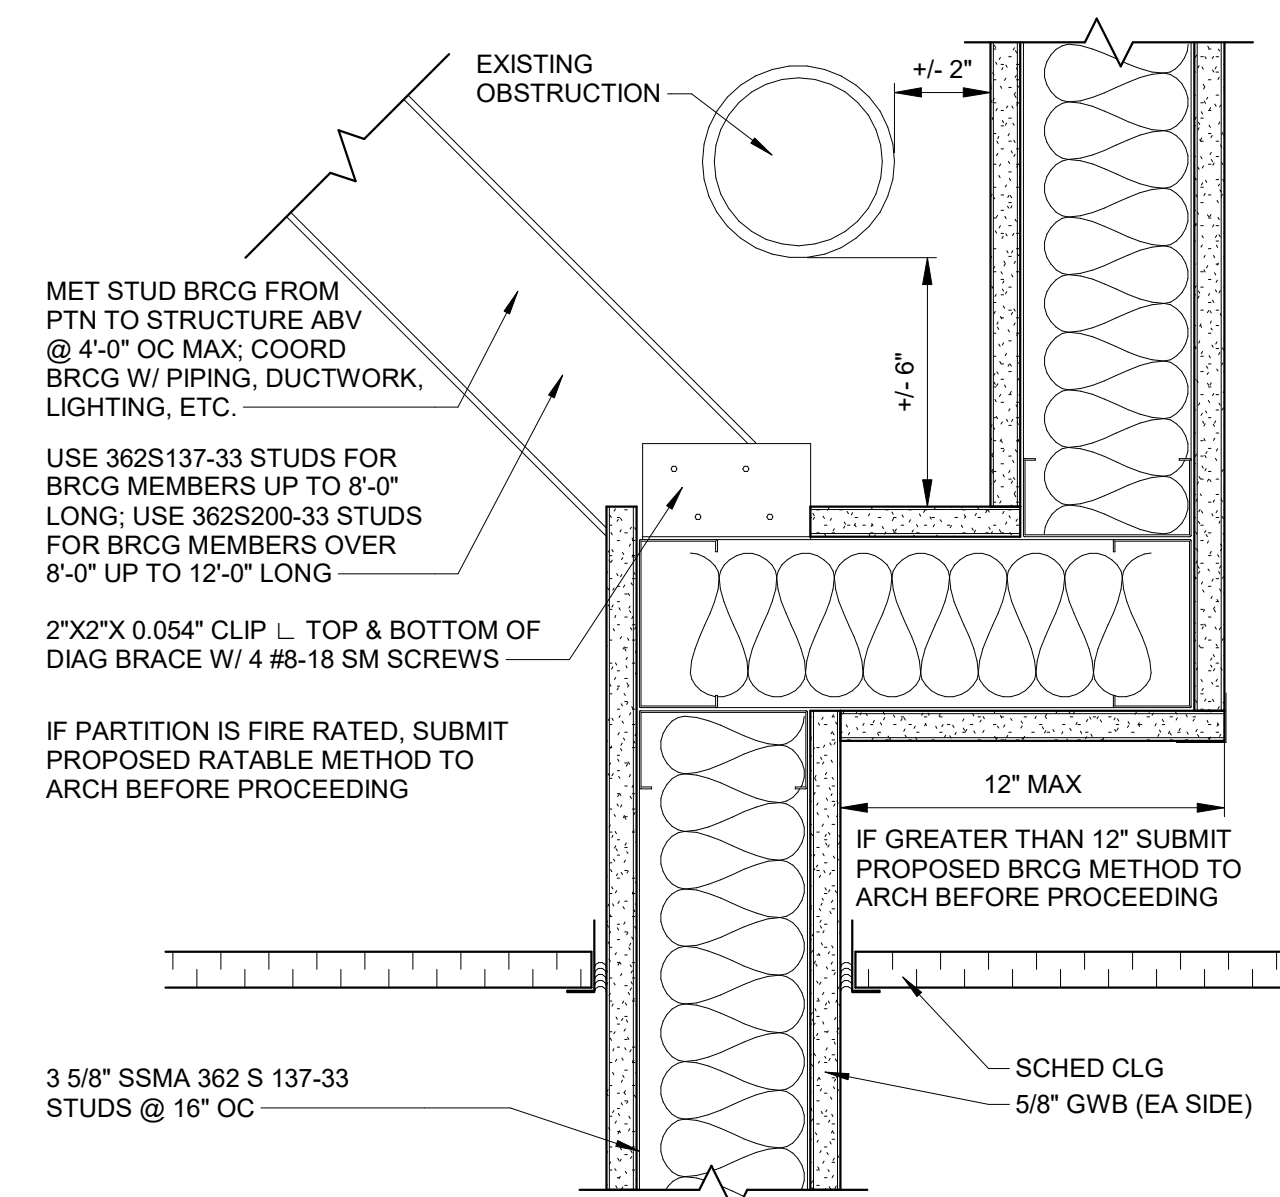 EXISTING
OBSTRUCTION
+/- 2"
+/- 6"
MET STUD BRCG FROM
PTN TO STRUCTURE ABV
@ 4'-0" OC MAX; COORD
BRCG W/ PIPING, DUCTWORK,
LIGHTING, ETC.
USE 362S137-33 STUDS FOR
BRCG MEMBERS UP TO 8'-0"
LONG; USE 362S200-33 STUDS
FOR BRCG MEMBERS OVER
8'-0" UP TO 12'-0" LONG
2"X2"X 0.054" CLIP ∟ TOP & BOTTOM OF
DIAG BRACE W/ 4 #8-18 SM SCREWS
IF PARTITION IS FIRE RATED, SUBMIT
PROPOSED RATABLE METHOD TO
ARCH BEFORE PROCEEDING
12" MAX
IF GREATER THAN 12" SUBMIT
PROPOSED BRCG METHOD TO
ARCH BEFORE PROCEEDING
3 5/8" SSMA 362 S 137-33
STUDS @ 16" OC
SCHED CLG
5/8" GWB (EA SIDE)